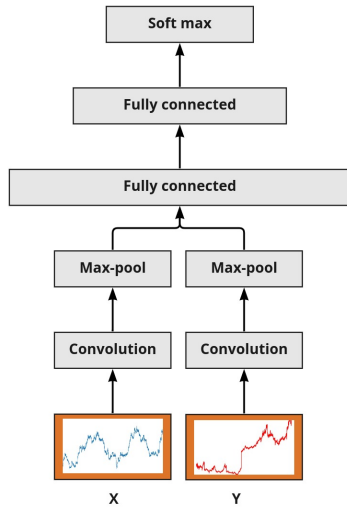 Soft max
Fully connected
Fully connected
Max-pool Max-pool
Convolution Convolution
X Y